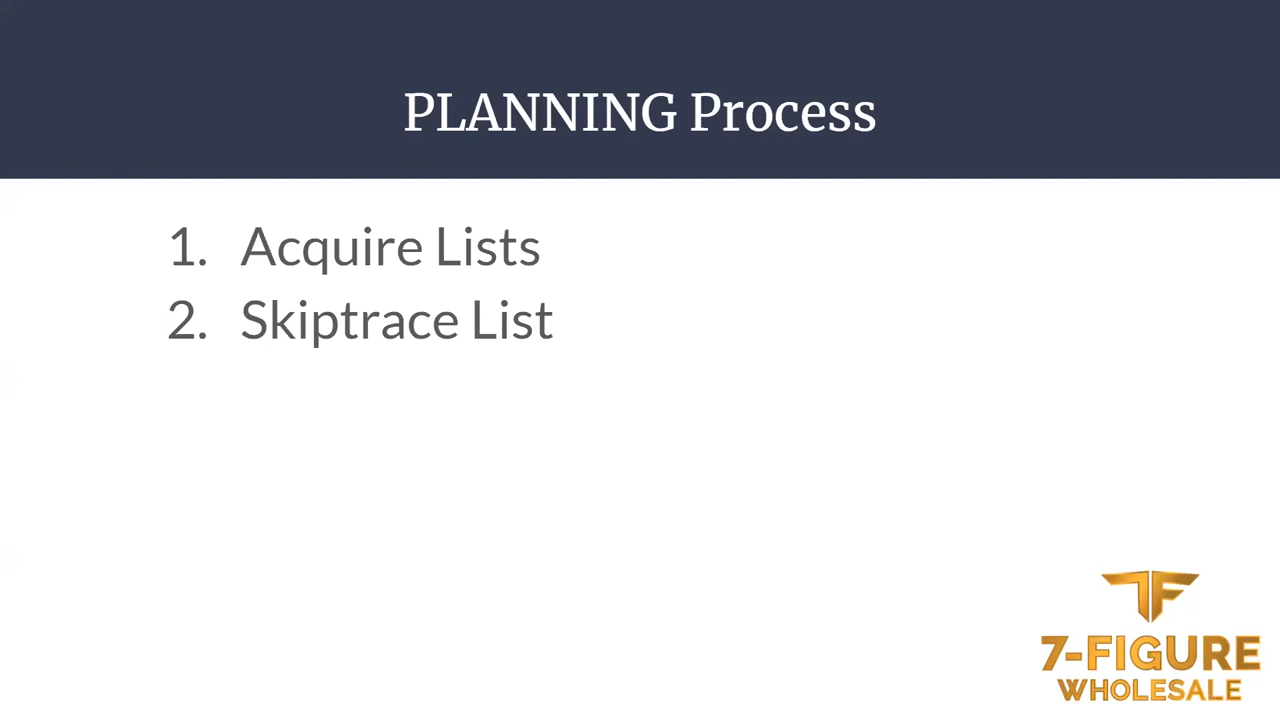 PLANNING Process
1. Acquire Lists
2. Skiptrace List
7-FIGURE
WHOLESALE